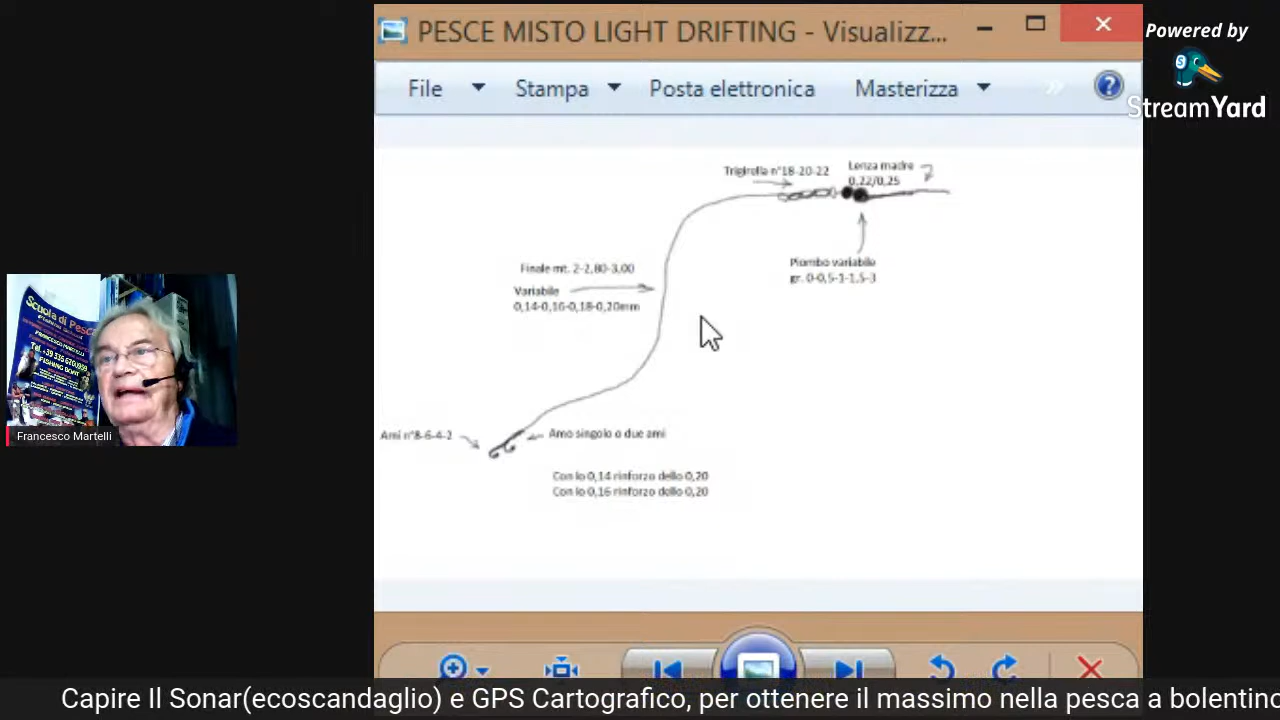 PESCE MISTO LIGHT DRIFTING - Visualizz...
File
Stampa
Posta elettronica
Masterizza
Powered by
StreamYard
Trigirella n°18-20-22
Lenza madre
0,22/0,25
Piombo variabile
gr. 0-0,5-1-1,5-3
Finale mt. 2-2,80-3,00
Variabile
0,14-0,16-0,18-0,20mm
Ami n°8-6-4-2
Amo singolo o due ami
Con lo 0,14 rinforzo dello 0,20
Con lo 0,16 rinforzo dello 0,20
Scuola di Pesca
FISHING BOAT
Francesco Martelli
Capire Il Sonar(ecoscandaglio) e GPS Cartografico, per ottenere il massimo nella pesca a bolentino